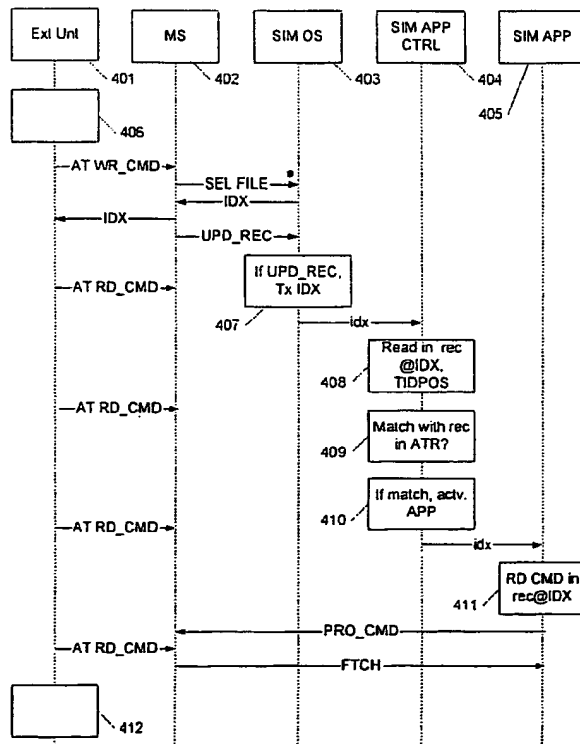 Ext Unt
MS
SIM OS
SIM APP
CTRL
SIM APP
401
402
403
404
405
406
AT WR_CMD
SEL FILE
IDX
IDX
UPD_REC
AT RD_CMD
If UPD_REC,
Tx IDX
407
idx
Read in rec
@IDX,
TIDPOS
408
AT RD_CMD
Match with rec
in ATR?
409
If match, actv.
APP
410
AT RD_CMD
idx
RD CMD in
rec@IDX
411
PRO_CMD
AT RD_CMD
FTCH
412